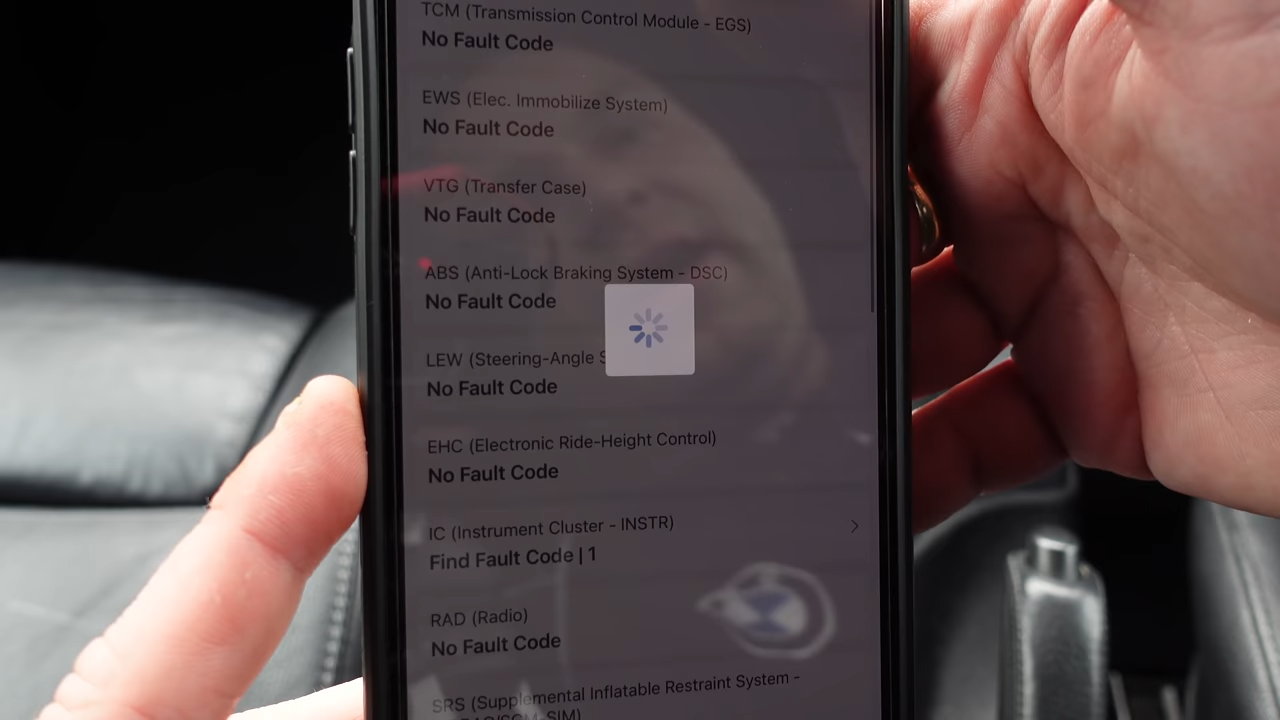 TCM (Transmission Control Module - EGS)
No Fault Code
EWS (Elec. Immobilize System)
No Fault Code
VTG (Transfer Case)
No Fault Code
ABS (Anti-Lock Braking System - DSC)
No Fault Code
LEW (Steering-Angle
No Fault Code
EHC (Electronic Ride-Height Control)
No Fault Code
IC (Instrument Cluster - INSTR)
Find Fault Code | 1
RAD (Radio)
No Fault Code
SRS (Supplemental Inflatable Restraint System -